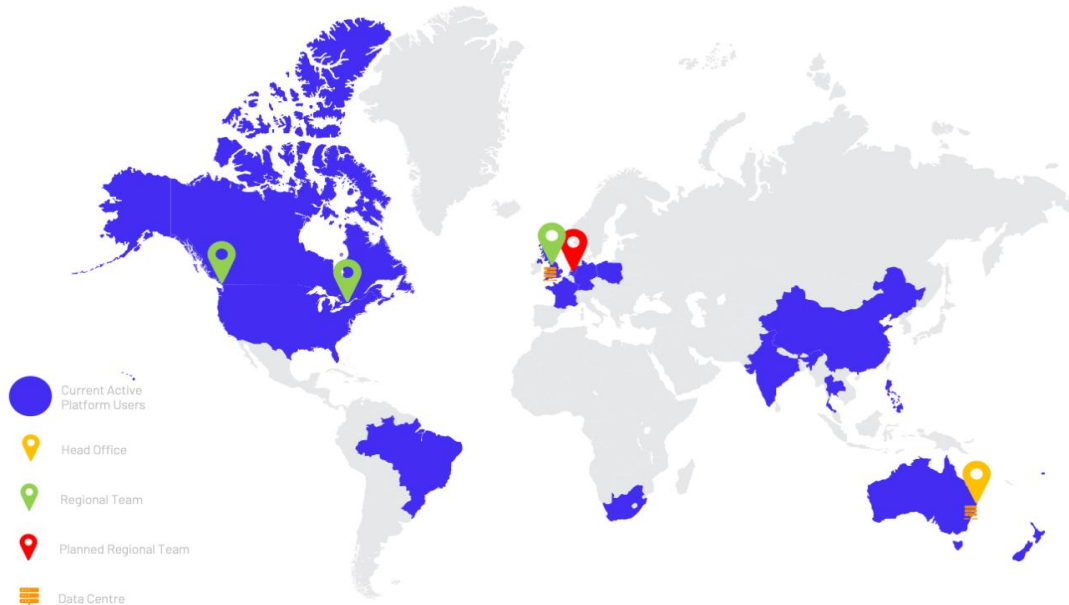 Current Active
Platform Users
Head Office
Regional Team
Planned Regional Team
Data Centre